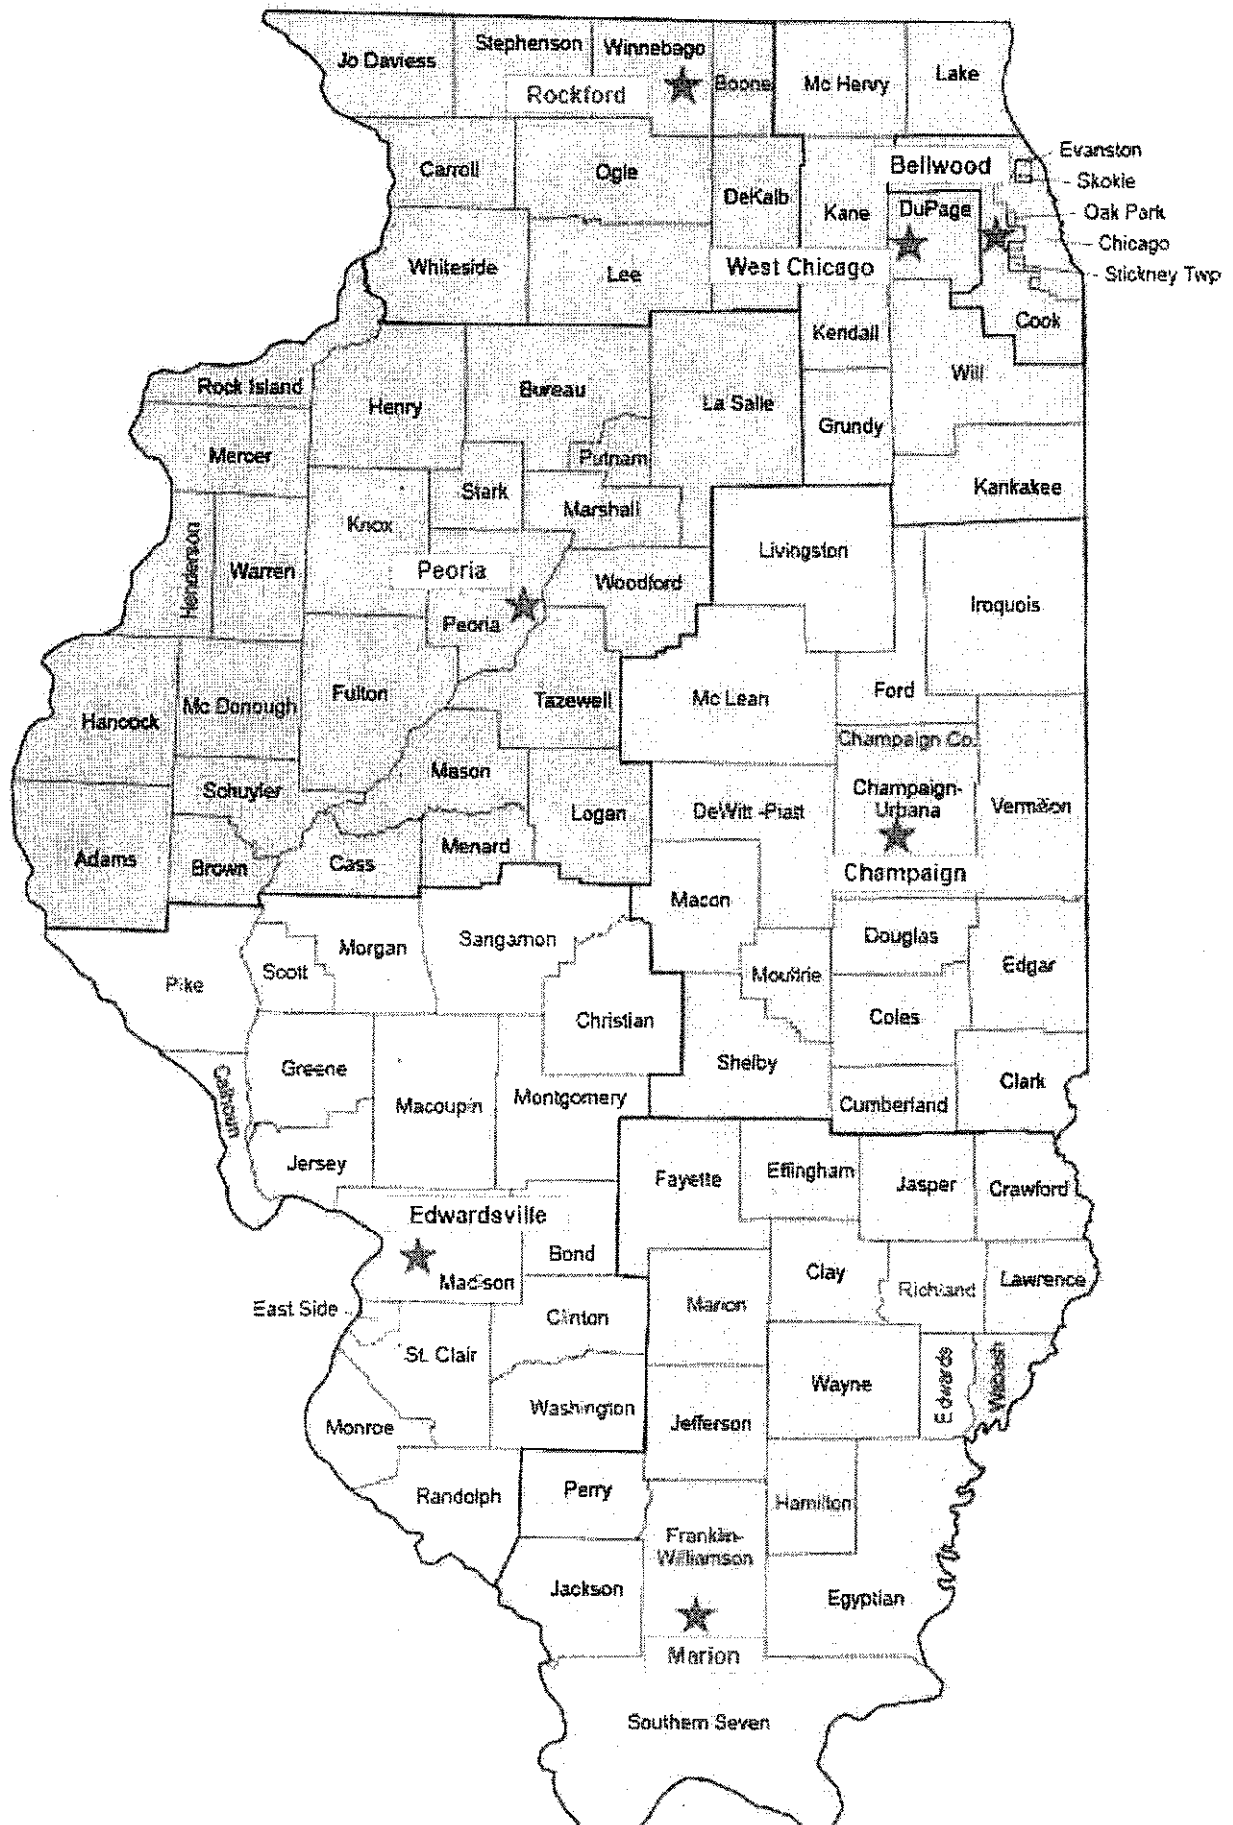 Jo Daviess
Stephenson
Winnebago
Boone
Mc Henry
Lake
Rockford
Carroll
Ogle
DeKalb
Kane
Bellwood
DuPage
Evanston
Skokie
Oak Park
Chicago
Stickney Twp
Whiteside
Lee
West Chicago
Kendall
Cook
Will
Rock Island
Henry
Bureau
La Salle
Grundy
Mercer
Putnam
Kankakee
Stark
Marshall
Knox
Henderson
Warren
Peoria
Woodford
Livingston
Iroquois
Peoria
Hancock
Mc Donough
Fulton
Tazewell
Mc Lean
Ford
Champaign Co.
Schuyler
Mason
Logan
DeWitt -Piatt
Champaign-
Urbana
Vermilion
Adams
Brown
Cass
Menard
Champaign
Macon
Pike
Scott
Morgan
Sangamon
Christian
Moultrie
Douglas
Edgar
Coles
Shelby
Calhoun
Greene
Macoupin
Montgomery
Cumberland
Clark
Jersey
Fayette
Effingham
Jasper
Crawford
Edwardsville
Bond
Madison
Clay
Richland
Lawrence
East Side
St. Clair
Clinton
Marion
Wayne
Edwards
Wabash
Monroe
Washington
Jefferson
Randolph
Perry
Hamilton
Franklin-
Williamson
Jackson
Egyptian
Marion
Southern Seven